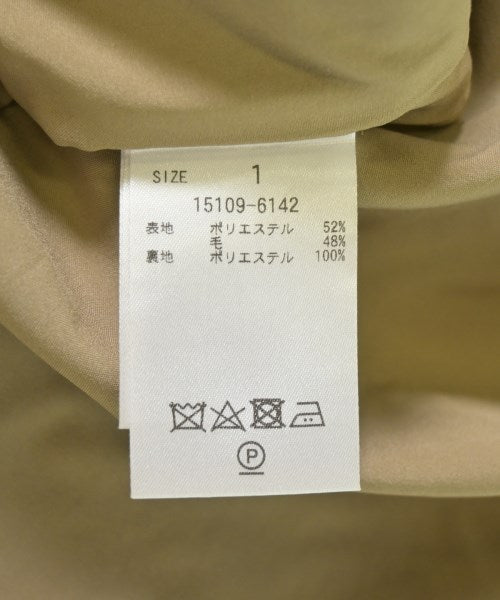 SIZE 1
15109-6142
表地 ポリエステル 52%
毛 48%
裏地 ポリエステル 100%
P